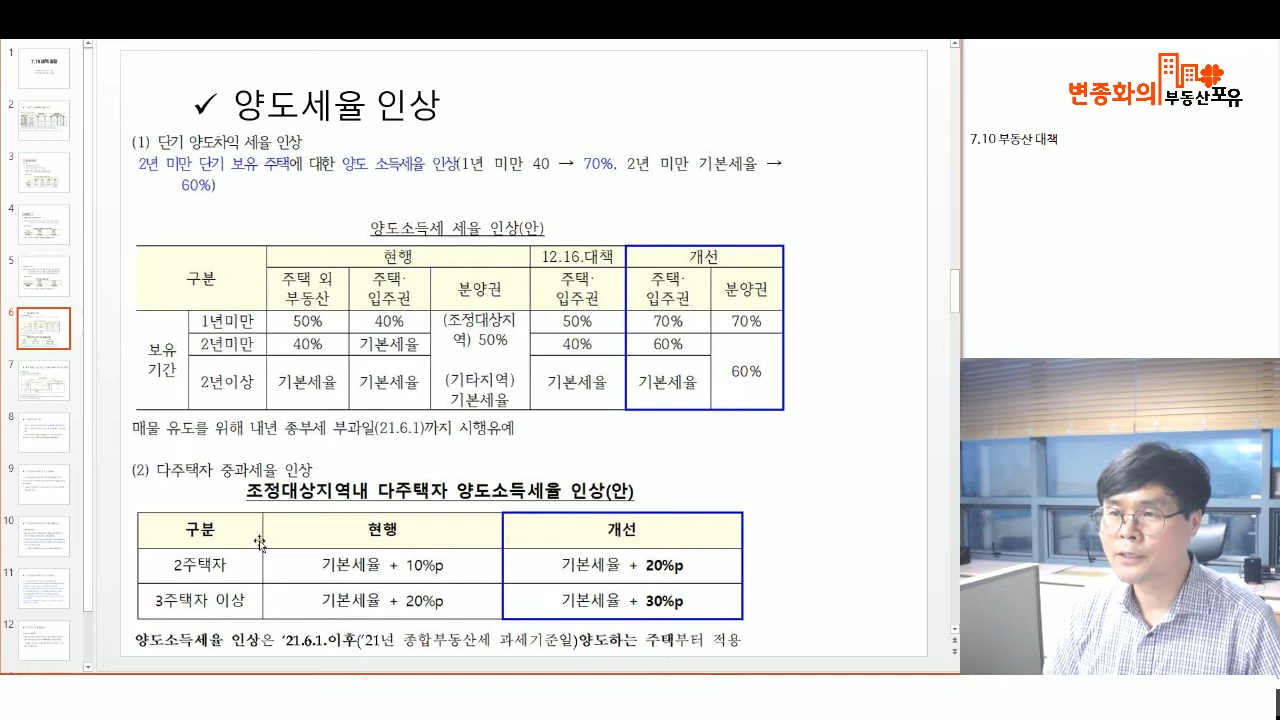 ✓ 양도세율 인상
(1) 단기 양도차익 세율 인상
2년 미만 단기 보유 주택에 대한 양도 소득세율 인상(1년 미만 40 → 70%, 2년 미만 기본세율 →
60%)
양도소득세 세율 인상(안)
구분 현행 12.16.대책 개선
주택 외 부동산 주택·입주권 분양권 주택·입주권 주택·입주권 분양권
보유기간 1년미만 50% 40% (조정대상지역) 50% 50% 70% 70%
2년미만 40% 기본세율 40% 60% 60%
2년이상 기본세율 기본세율 (기타지역) 기본세율 기본세율 기본세율
매물 유도를 위해 내년 종부세 부과일(21.6.1)까지 시행유예
(2) 다주택자 중과세율 인상
조정대상지역내 다주택자 양도소득세율 인상(안)
구분 현행 개선
2주택자 기본세율 + 10%p 기본세율 + 20%p
3주택자 이상 기본세율 + 20%p 기본세율 + 30%p
양도소득세율 인상은 '21.6.1.이후('21년 종합부동산세 과세기준일)양도하는 주택부터 적용
변종화의 부동산포유
7.10 부동산 대책
1
2
3
4
5
6
7
8
9
10
11
12